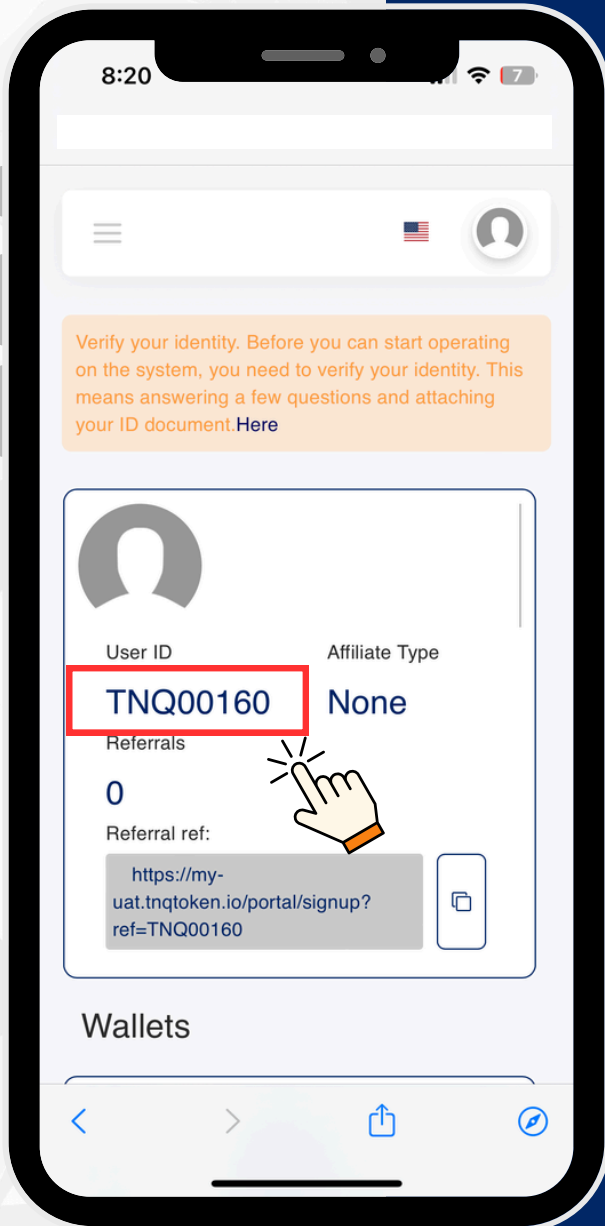 8:20
7
Verify your identity. Before you can start operating
on the system, you need to verify your identity. This
means answering a few questions and attaching
your ID document.Here
User ID
Affiliate Type
TNQ00160
None
Referrals
0
Referral ref:
https://my-
uat.tnqtoken.io/portal/signup?
ref=TNQ00160
Wallets